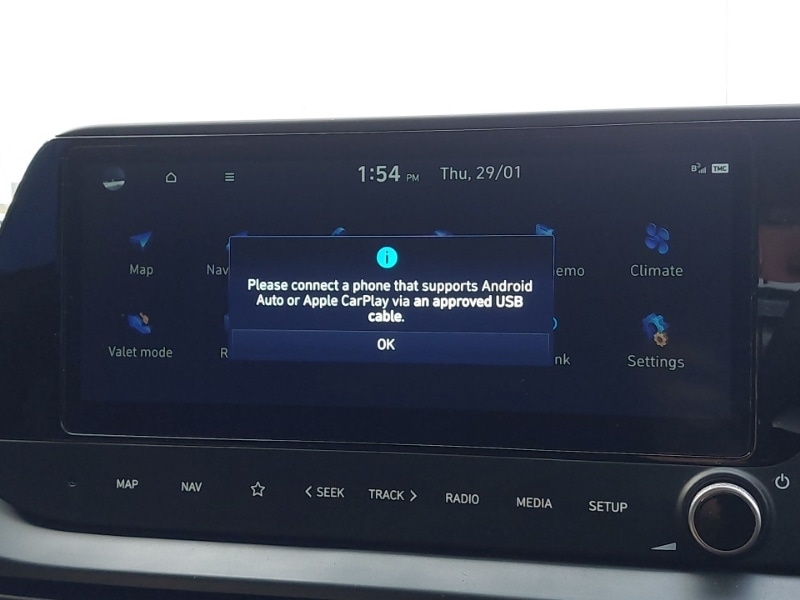 1:54 PM Thu, 29/01 TMC
Map Nav emo Climate
Please connect a phone that supports Android
Auto or Apple CarPlay via an approved USB
cable.
OK
Valet mode R nk Settings
MAP NAV < SEEK TRACK > RADIO MEDIA SETUP